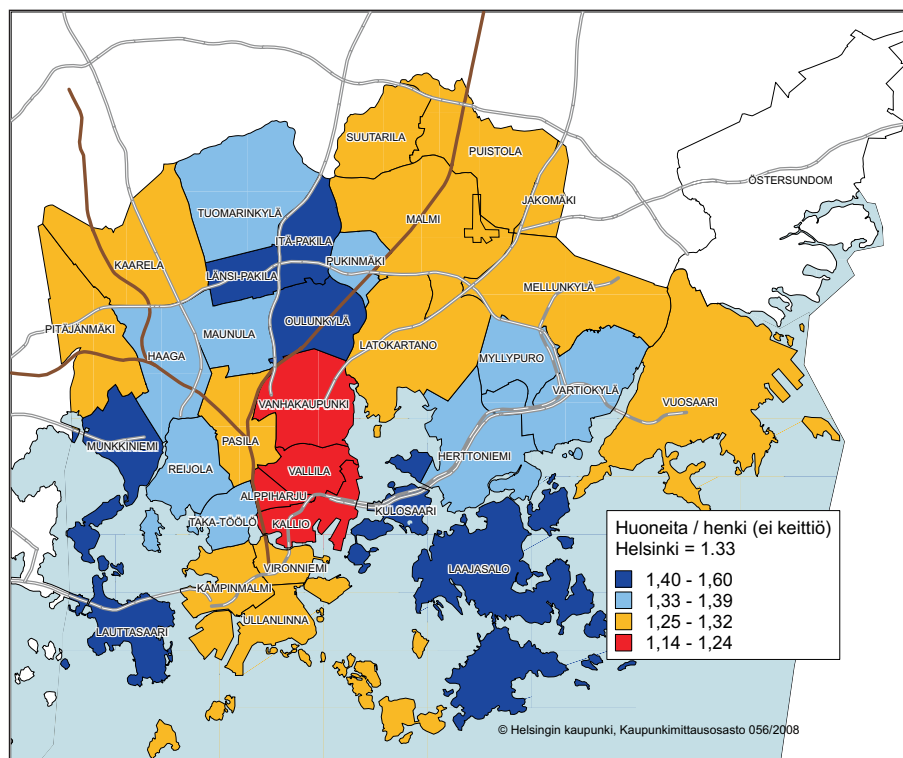 SUUTARILA
PUISTOLA
ÖSTERSUNDOM
JAKOMÄKI
TUOMARINKYLÄ
MALMI
ITÄ-PAKILA
PUKINMÄKI
KAARELA
LÄNSI-PAKILA
MELLUNKYLÄ
OULUNKYLÄ
PITÄJÄNMÄKI
MAUNULA
LATOKARTANO
HAAGA
MYLLYPURO
VARTIOKYLÄ
VANHAKAUPUNKI
VUOSAARI
MUNKKINIEMI
PASILA
HERTTONIEMI
REIJOLA
VALLILA
ALPPIHARJU
KULOSAARI
TAKA-TÖÖLÖ
KALLIO
VIRONNIEMI
LAAJASALO
KAMPINMALMI
ULLANLINNA
LAUTTASAARI
Huoneita / henki (ei keittiö)
Helsinki = 1.33
1,40 - 1,60
1,33 - 1,39
1,25 - 1,32
1,14 - 1,24
© Helsingin kaupunki, Kaupunkimittausosasto 056/2008